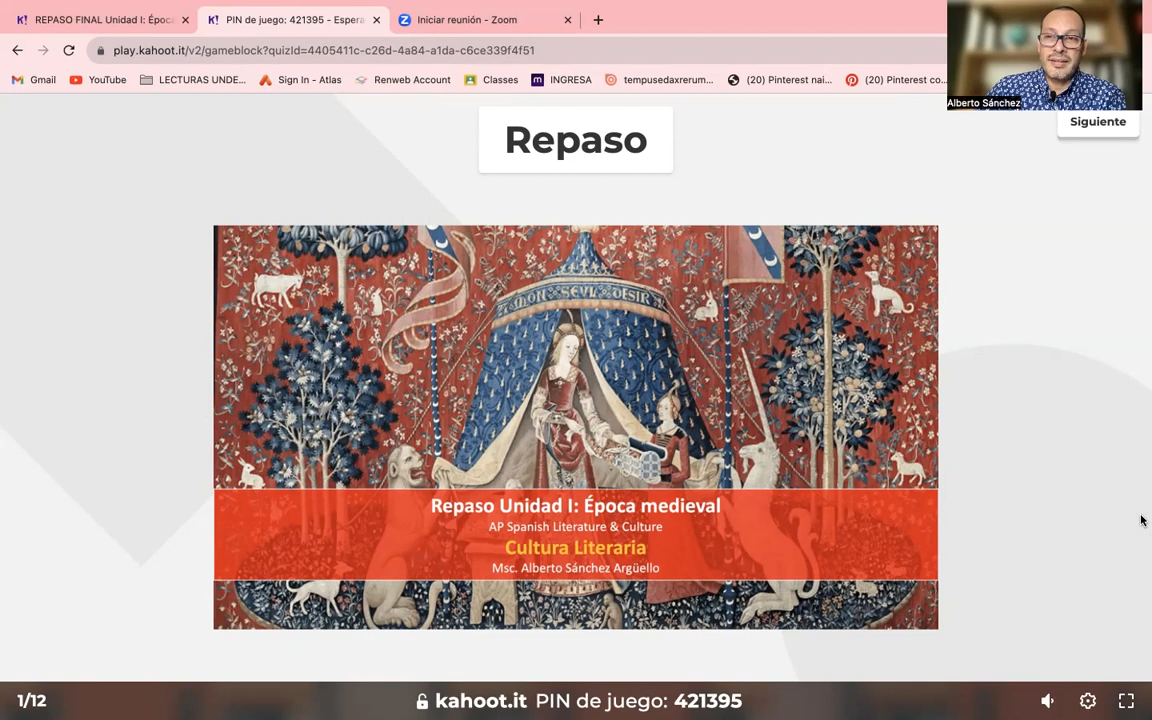 REPASO FINAL Unidad I: Époc
PIN de juego: 421395 - Espera
Iniciar reunión - Zoom
play.kahoot.it/v2/gameblock?quizId=4405411c-c26d-4a84-a1da-c6ce339f4f51
Gmail
YouTube
LECTURAS UNDE...
Sign In - Atlas
Renweb Account
Classes
INGRESA
tempusedaxrerum...
(20) Pinterest nai...
(20) Pinterest co...
Alberto Sánchez
Siguiente
Repaso
MON SEVL DESIR
Repaso Unidad I: Época medieval
AP Spanish Literature & Culture
Cultura Literaria
Msc. Alberto Sánchez Argüello
1/12
kahoot.it PIN de juego: 421395